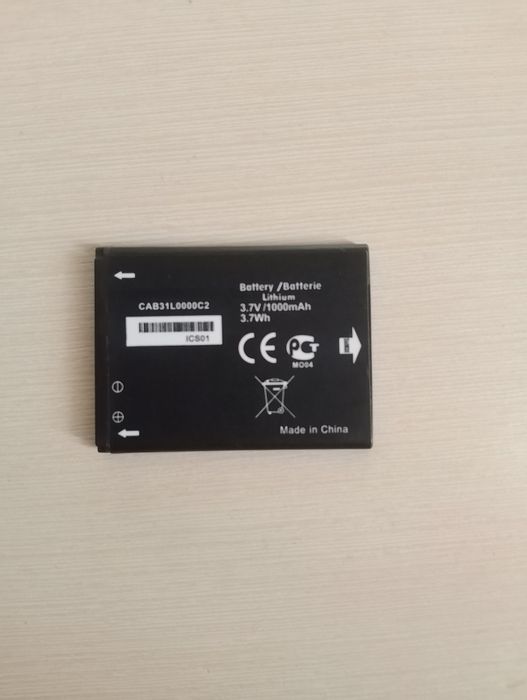 CAB31L0000C2
ICS01
Battery /Batterie
Lithium
3.7V/1000mAh
3.7Wh
CE PCT
MO04
Made in China